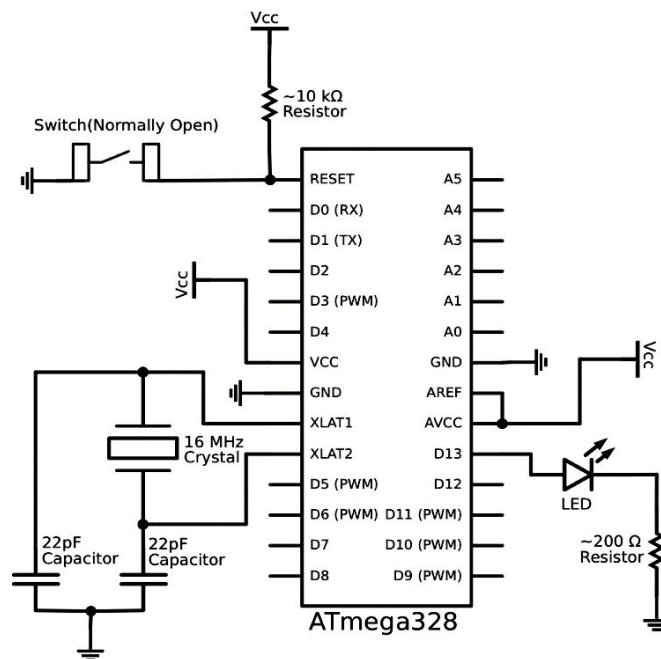 Vcc
~10 kΩ
Resistor
Switch(Normally Open)
RESET
A5
D0 (RX)
A4
D1 (TX)
A3
D2
A2
Vcc
D3 (PWM)
A1
D4
A0
VCC
GND
Vcc
GND
AREF
XLAT1
AVCC
16 MHz
Crystal
XLAT2
D13
D5 (PWM)
D12
LED
D6 (PWM)
D11 (PWM)
22pF
Capacitor
22pF
Capacitor
D7
D10 (PWM)
~200 Ω
Resistor
D8
D9 (PWM)
ATmega328